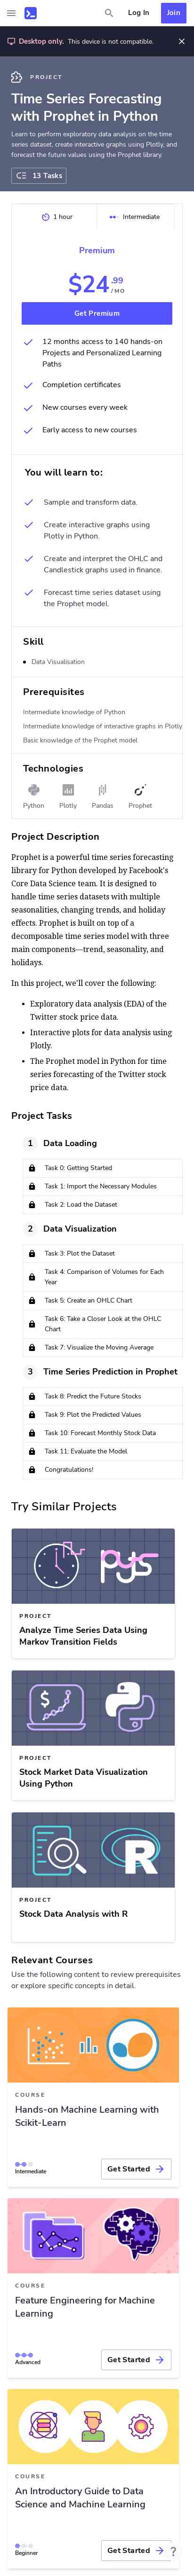 Log In
Join
Desktop only. This device is not compatible.
PROJECT
Time Series Forecasting
with Prophet in Python
Learn to perform exploratory data analysis on the time
series dataset, create interactive graphs using Plotly, and
forecast the future values using the Prophet library.
13 Tasks
1 hour
Intermediate
Premium
$24.99
/ MO
Get Premium
12 months access to 140 hands-on
Projects and Personalized Learning
Paths
Completion certificates
New courses every week
Early access to new courses
You will learn to:
Sample and transform data.
Create interactive graphs using
Plotly in Python.
Create and interpret the OHLC and
Candlestick graphs used in finance.
Forecast time series dataset using
the Prophet model.
Skill
Data Visualisation
Prerequisites
Intermediate knowledge of Python
Intermediate knowledge of interactive graphs in Plotly
Basic knowledge of the Prophet model
Technologies
Python
Plotly
Pandas
Prophet
Project Description
Prophet is a powerful time series forecasting
library for Python developed by Facebook's
Core Data Science team. It is designed to
handle time series datasets with multiple
seasonalities, changing trends, and holiday
effects. Prophet is built on top of a
decomposable time series model with three
main components—trend, seasonality, and
holidays.
In this project, we'll cover the following:
Exploratory data analysis (EDA) of the
Twitter stock price data.
Interactive plots for data analysis using
Plotly.
The Prophet model in Python for time
series forecasting of the Twitter stock
price data.
Project Tasks
1 Data Loading
Task 0: Getting Started
Task 1: Import the Necessary Modules
Task 2: Load the Dataset
2 Data Visualization
Task 3: Plot the Dataset
Task 4: Comparison of Volumes for Each
Year
Task 5: Create an OHLC Chart
Task 6: Take a Closer Look at the OHLC
Chart
Task 7: Visualize the Moving Average
3 Time Series Prediction in Prophet
Task 8: Predict the Future Stocks
Task 9: Plot the Predicted Values
Task 10: Forecast Monthly Stock Data
Task 11: Evaluate the Model
Congratulations!
Try Similar Projects
pyts
PROJECT
Analyze Time Series Data Using
Markov Transition Fields
$
PROJECT
Stock Market Data Visualization
Using Python
R
PROJECT
Stock Data Analysis with R
Relevant Courses
Use the following content to review prerequisites
or explore specific concepts in detail.
COURSE
Hands-on Machine Learning with
Scikit-Learn
Intermediate
Get Started
COURSE
Feature Engineering for Machine
Learning
Advanced
Get Started
COURSE
An Introductory Guide to Data
Science and Machine Learning
Beginner
Get Started
?